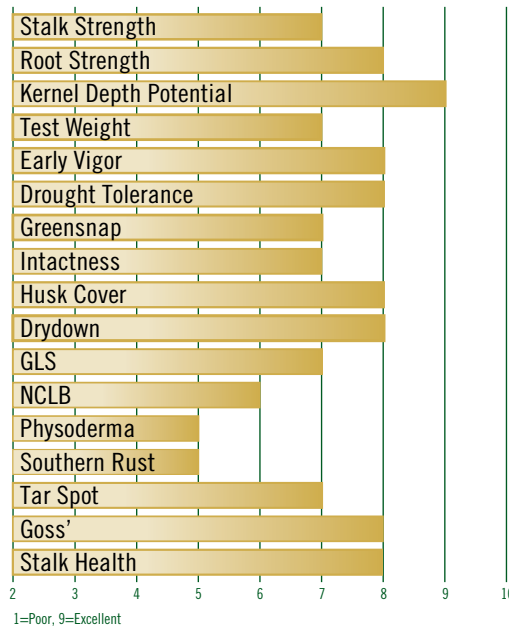 Stalk Strength
Root Strength
Kernel Depth Potential
Test Weight
Early Vigor
Drought Tolerance
Greensnap
Intactness
Husk Cover
Drydown
GLS
NCLB
Physoderma
Southern Rust
Tar Spot
Goss’
Stalk Health
2 3 4 5 6 7 8 9 10
1=Poor, 9=Excellent